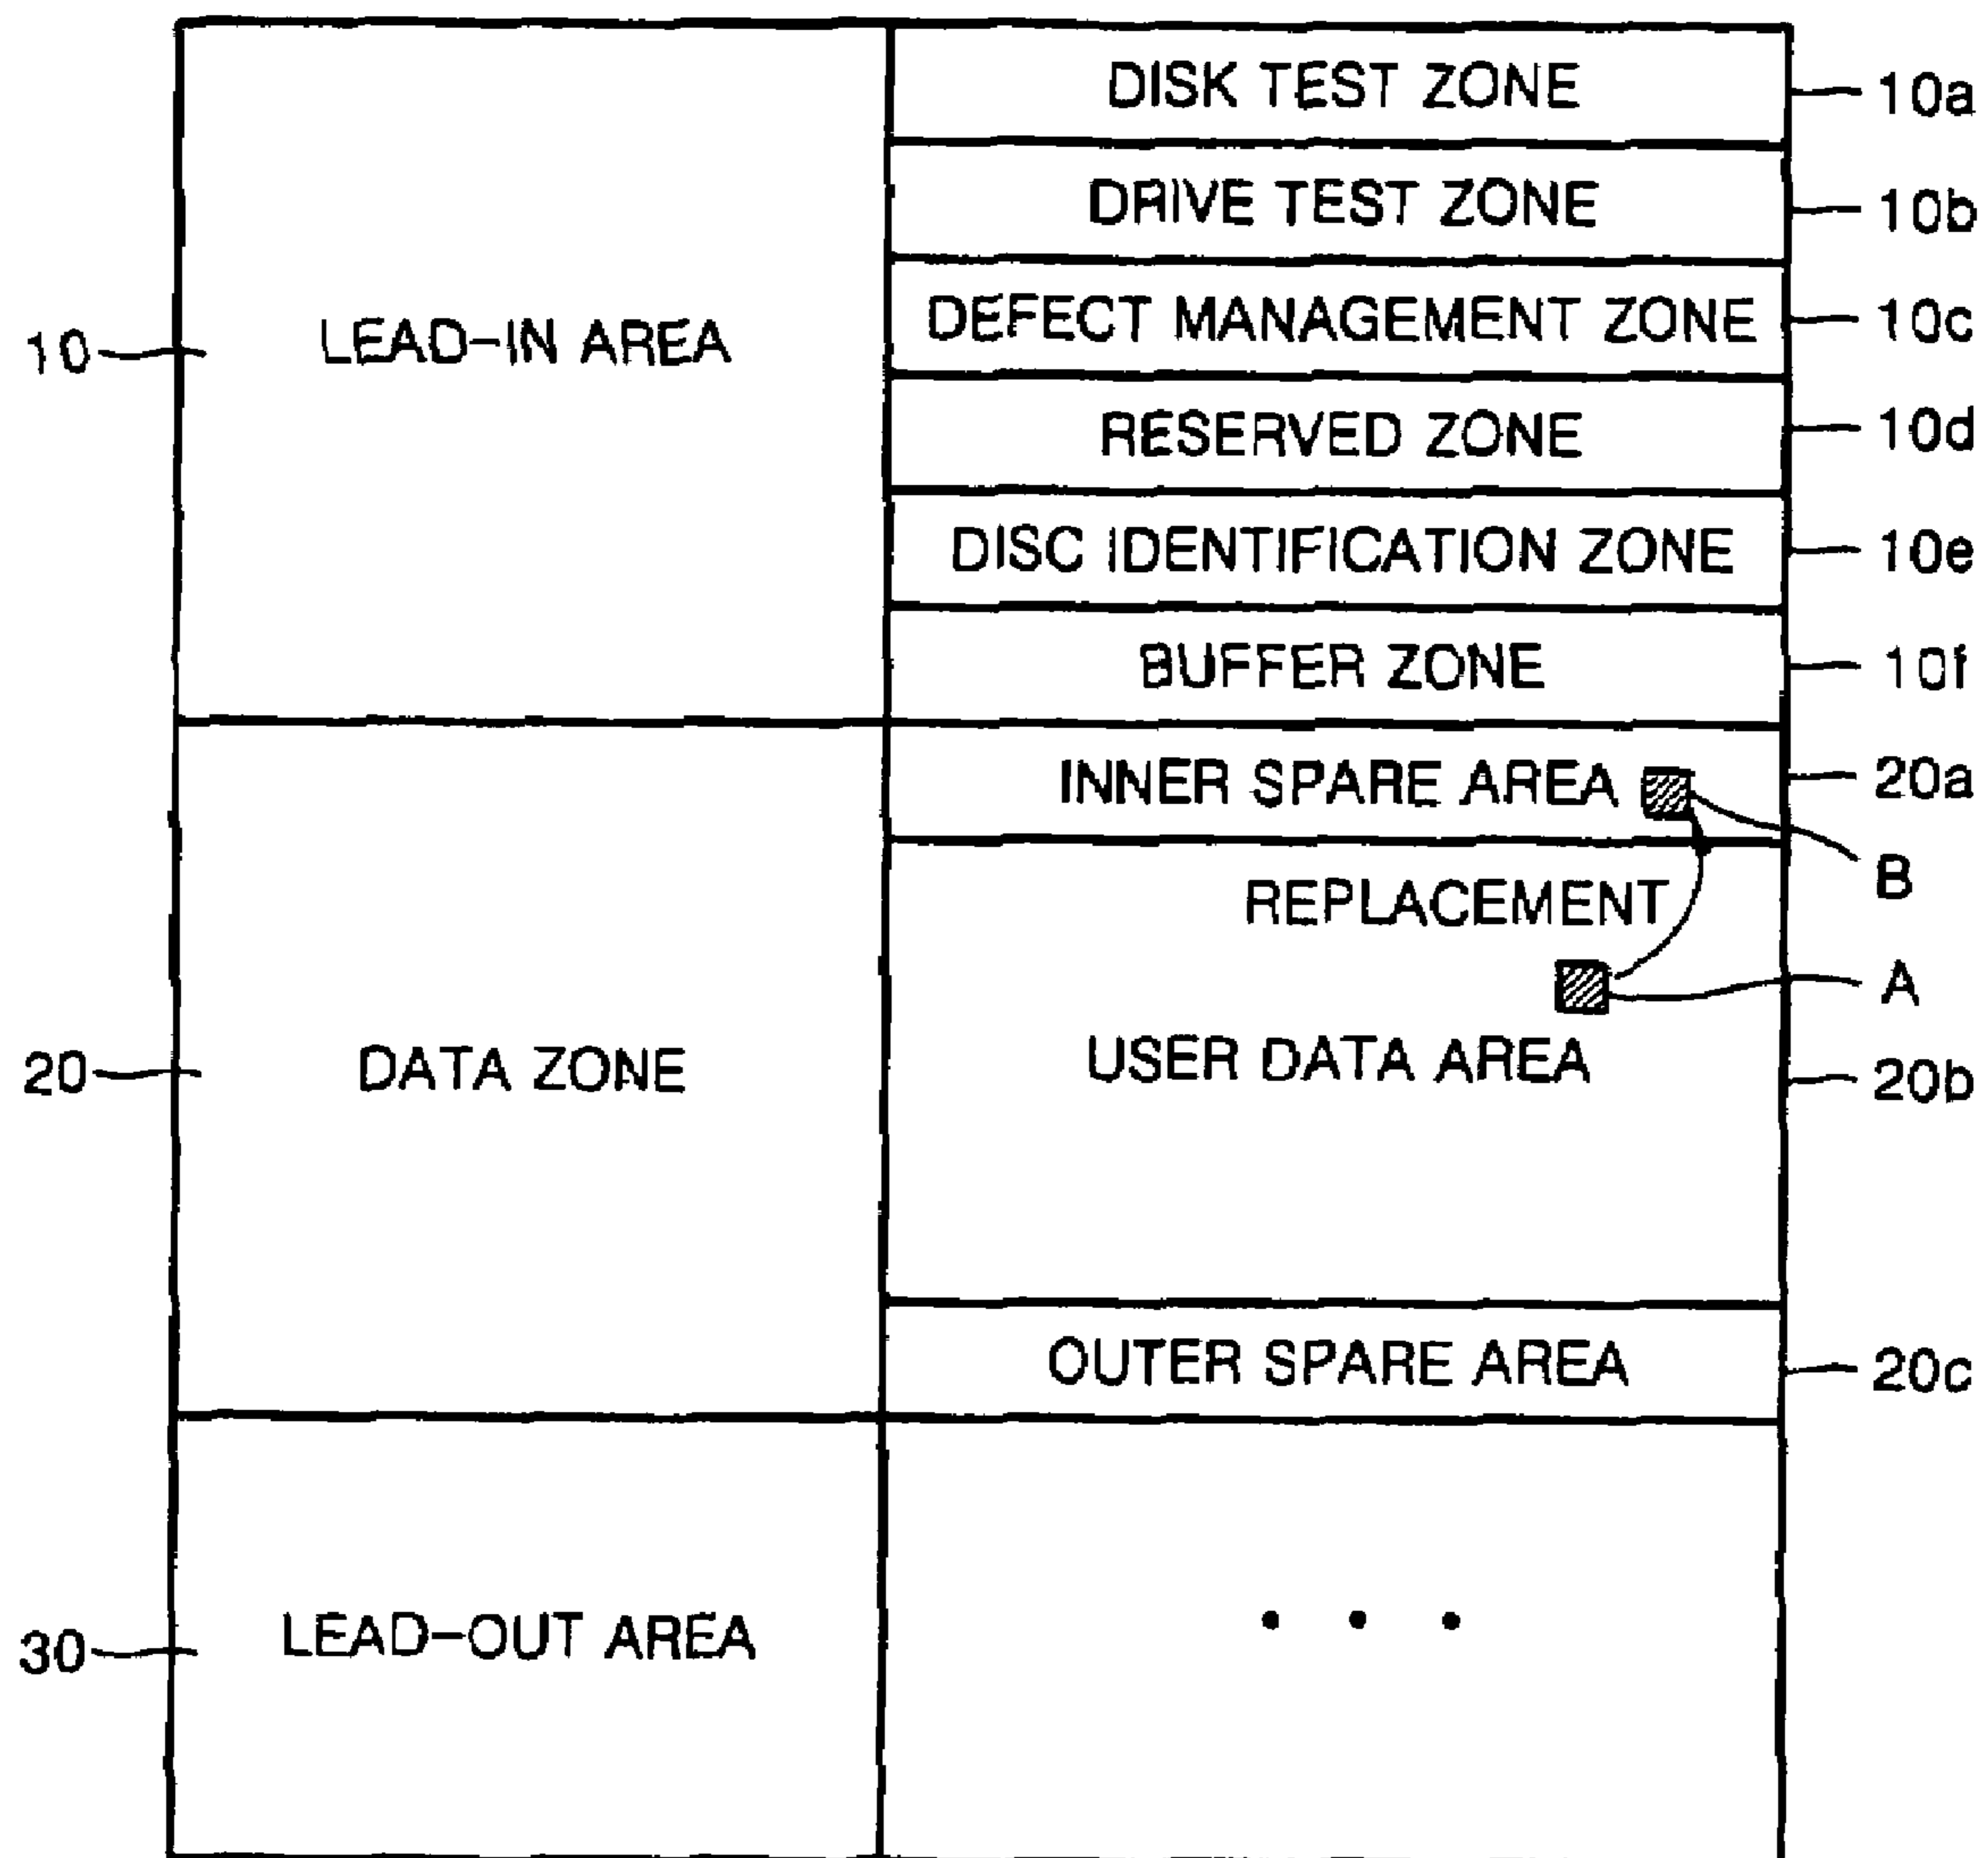 DISK TEST ZONE 10a
DRIVE TEST ZONE 10b
DEFECT MANAGEMENT ZONE 10c
10 LEAD-IN AREA
RESERVED ZONE 10d
DISC IDENTIFICATION ZONE 10e
BUFFER ZONE 10f
INNER SPARE AREA 20a
B
REPLACEMENT
A
20 DATA ZONE
USER DATA AREA 20b
OUTER SPARE AREA 20c
30 LEAD-OUT AREA
• • •